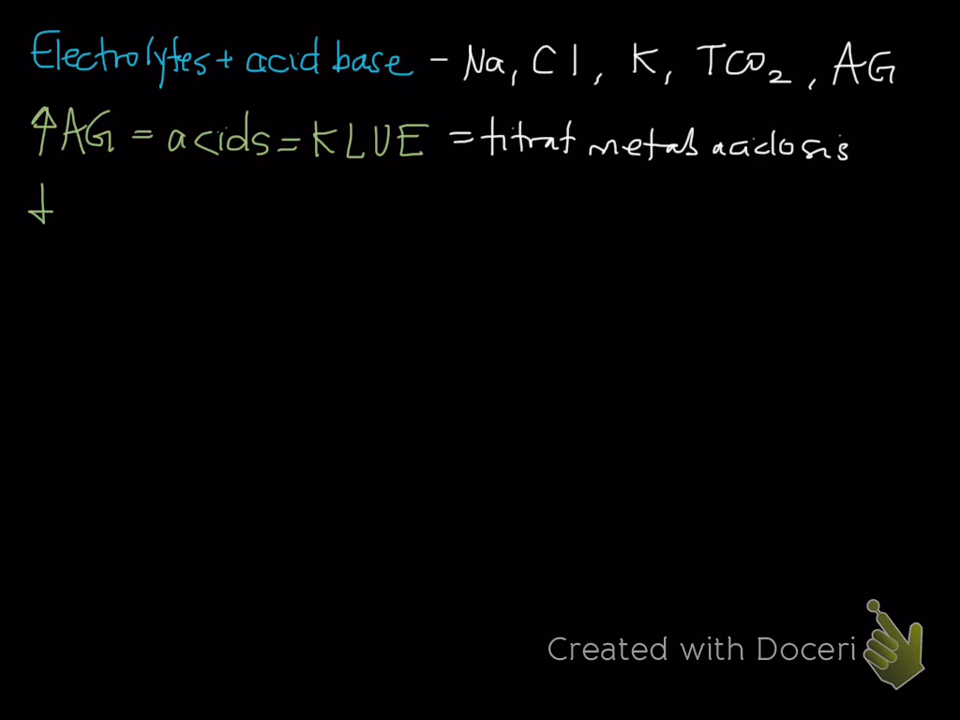 Electrolytes + acid base - Na, Cl, K, TCO₂, AG
↑AG = acids = KLUE = titrat metab acidosis
Created with Doceri